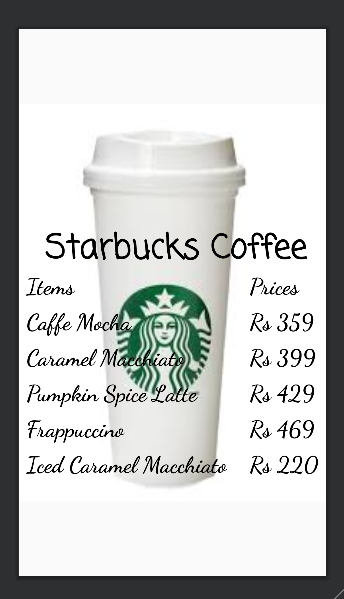 Starbucks Coffee
Items Prices
Caffe Mocha Rs 359
Caramel Macchiato Rs 399
Pumpkin Spice Latte Rs 429
Frappuccino Rs 469
Iced Caramel Macchiato Rs 220